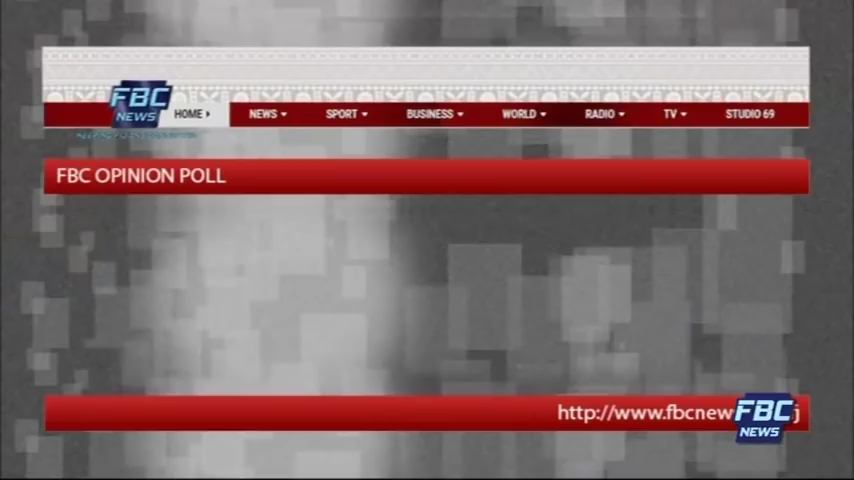 FBC
NEWS
HOME NEWS SPORT BUSINESS WORLD RADIO TV STUDIO 69
FBC OPINION POLL
http://www.fbcnew j
FBC
NEWS